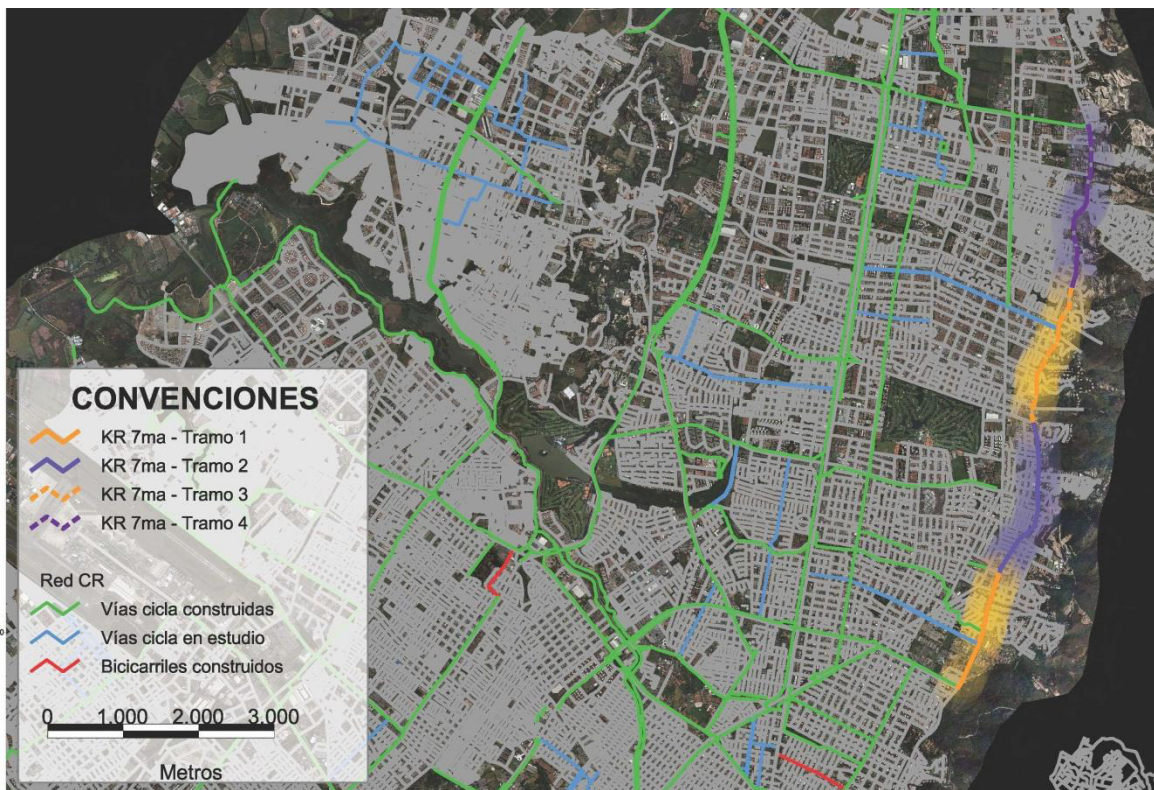 CONVENCIONES
KR 7ma - Tramo 1
KR 7ma - Tramo 2
KR 7ma - Tramo 3
KR 7ma - Tramo 4
Red CR
Vías cicla construidas
Vías cicla en estudio
Bicicarriles construidos
0 1.000 2.000 3.000
Metros